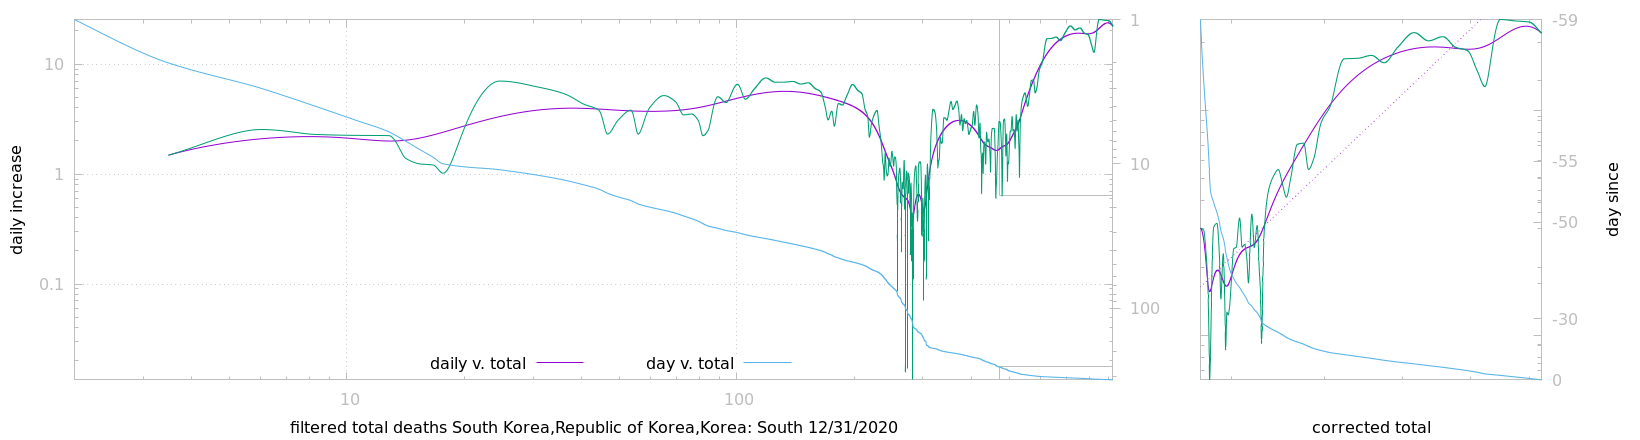 daily increase
10
1
0.1
daily v. total
day v. total
10
100
1
10
100
filtered total deaths South Korea,Republic of Korea,Korea: South 12/31/2020
-59
-55
-50
-30
0
day since
corrected total